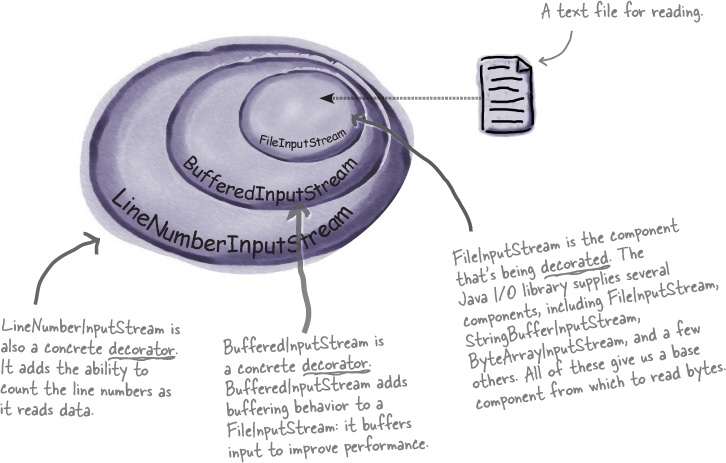 A text file for reading.
FileInputStream
BufferedInputStream
LineNumberInputStream
FileInputStream is the component
that's being decorated. The
Java I/O library supplies several
components, including FileInputStream,
StringBufferInputStream,
ByteArrayInputStream, and a few
others. All of these give us a base
component from which to read bytes.
LineNumberInputStream is
also a concrete decorator.
It adds the ability to
count the line numbers as
it reads data.
BufferedInputStream is
a concrete decorator.
BufferedInputStream adds
buffering behavior to a
FileInputStream: it buffers
input to improve performance.